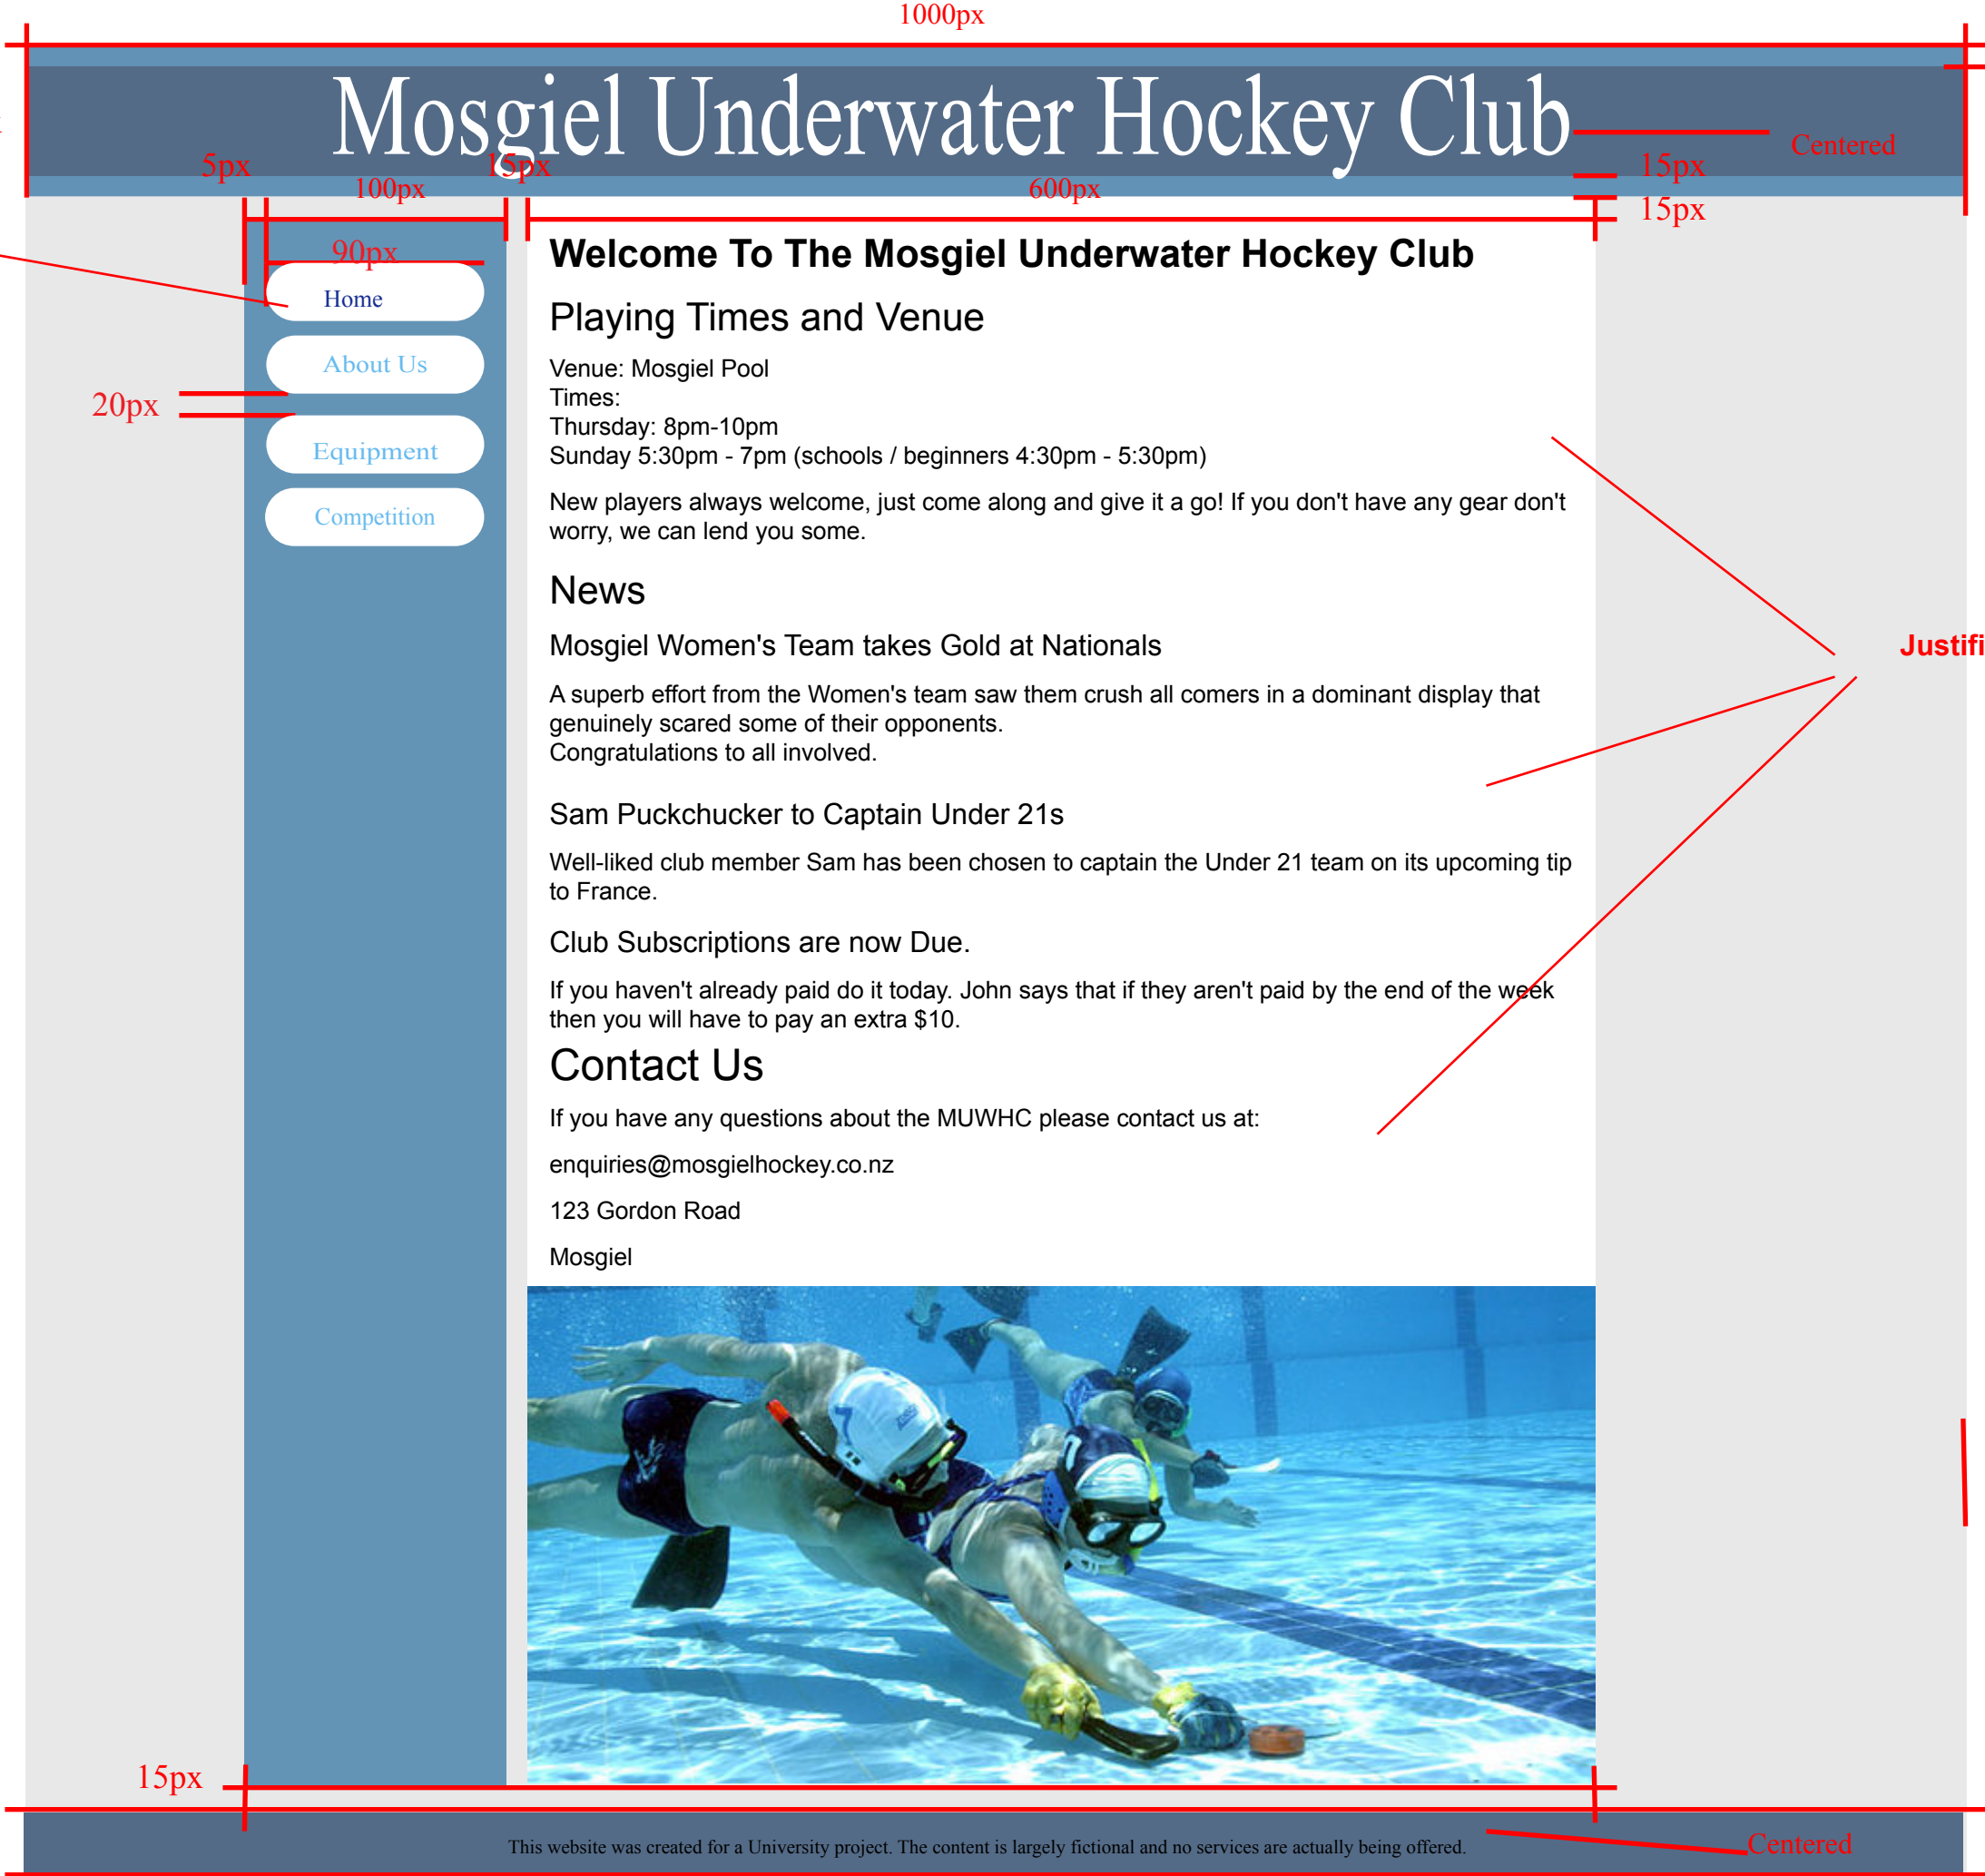 1000px
Mosgiel Underwater Hockey Club
Centered
5px
15px
15px
100px
600px
15px
90px
Home
About Us
20px
Equipment
Competition
Welcome To The Mosgiel Underwater Hockey Club
Playing Times and Venue
Venue: Mosgiel Pool
Times:
Thursday: 8pm-10pm
Sunday 5:30pm - 7pm (schools / beginners 4:30pm - 5:30pm)
New players always welcome, just come along and give it a go! If you don't have any gear don't
worry, we can lend you some.
News
Mosgiel Women's Team takes Gold at Nationals
Justifi
A superb effort from the Women's team saw them crush all comers in a dominant display that
genuinely scared some of their opponents.
Congratulations to all involved.
Sam Puckchucker to Captain Under 21s
Well-liked club member Sam has been chosen to captain the Under 21 team on its upcoming tip
to France.
Club Subscriptions are now Due.
If you haven't already paid do it today. John says that if they aren't paid by the end of the week
then you will have to pay an extra $10.
Contact Us
If you have any questions about the MUWHC please contact us at:
enquiries@mosgielhockey.co.nz
123 Gordon Road
Mosgiel
15px
This website was created for a University project. The content is largely fictional and no services are actually being offered.
Centered